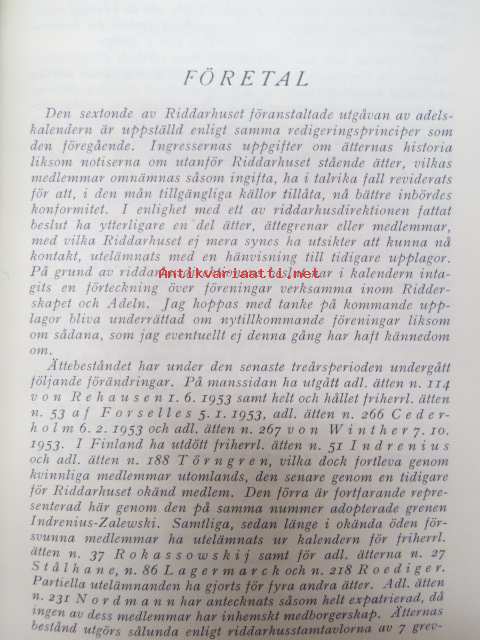 FÖRETAL
Den sextonde av Riddarhuset föranstaltade utgåvan av adels-
kalendern är uppställd enligt samma redigeringsprinciper som
den föregående. Ingressernas uppgifter om ätternas historia
liksom notiserna om utanför Riddarhuset stående ätter, vilkas
medlemmar omnämnas såsom ingifta, ha i talrika fall reviderats
för att, i den mån tillgängliga källor tillåta, nå bättre inbördes
konformitet. I enlighet med ett av riddarhusdirektionen fattat
beslut ha ytterligare en del ätter, ättegrenar eller medlemmar,
med vilka Riddarhuset ej mera synes ha utsikter att kunna nå
kontakt, utelämnats med en hänvisning till tidigare upplagor.
På grund av riddarhus har i kalendern inta-
Antikvariaatti.net
gits en förteckning över föreningar verksamma inom Ridder-
skapet och Adeln. Jag hoppas med tanke på kommande upp-
lagor bliva underrättad om nytillkommande föreningar liksom
om sådana, som jag eventuellt ej denna gång har haft kännedom
om.
Ättebeståndet har under den senaste treårsperioden undergått
följande förändringar. På manssidan ha utgått adl. ätten n. 114
von Rehausen 1. 6. 1953 samt helt och hållet friherrl. ätten
n. 53 af Forselles 5. 1. 1953, adl. ätten n. 266 Ceder-
holm 6. 2. 1953 och adl. ätten n. 267 von Winther 7. 10.
1953. I Finland ha utdött friherrl. ätten n. 51 Indrenius
och adl. ätten n. 188 Törngren, vilka dock fortleva genom
kvinnliga medlemmar utomlands, den senare genom en tidigare
för Riddarhuset okänd medlem. Den förra är fortfarande repre-
senterad här genom den på samma nummer adopterade grenen
Indrenius-Zalewski. Samtliga, sedan länge i okända öden för-
svunna medlemmar ha utelämnats ur kalendern för friherrl.
ätten n. 37 Rokassowskij samt för adl. ätterna n. 27
Stålhane, n. 86 Lagermarck och n. 218 Roediger.
Partiella utelämnanden ha gjorts för fyra andra ätter. Adl. ätten
n. 231 Nordmann har antecknats såsom helt expatrierad, då
ingen av dess medlemmar har inhemskt medborgerskap. Ätternas
bestånd utgörs sålunda enligt riddarhusstamtavlorna av 7 grev-